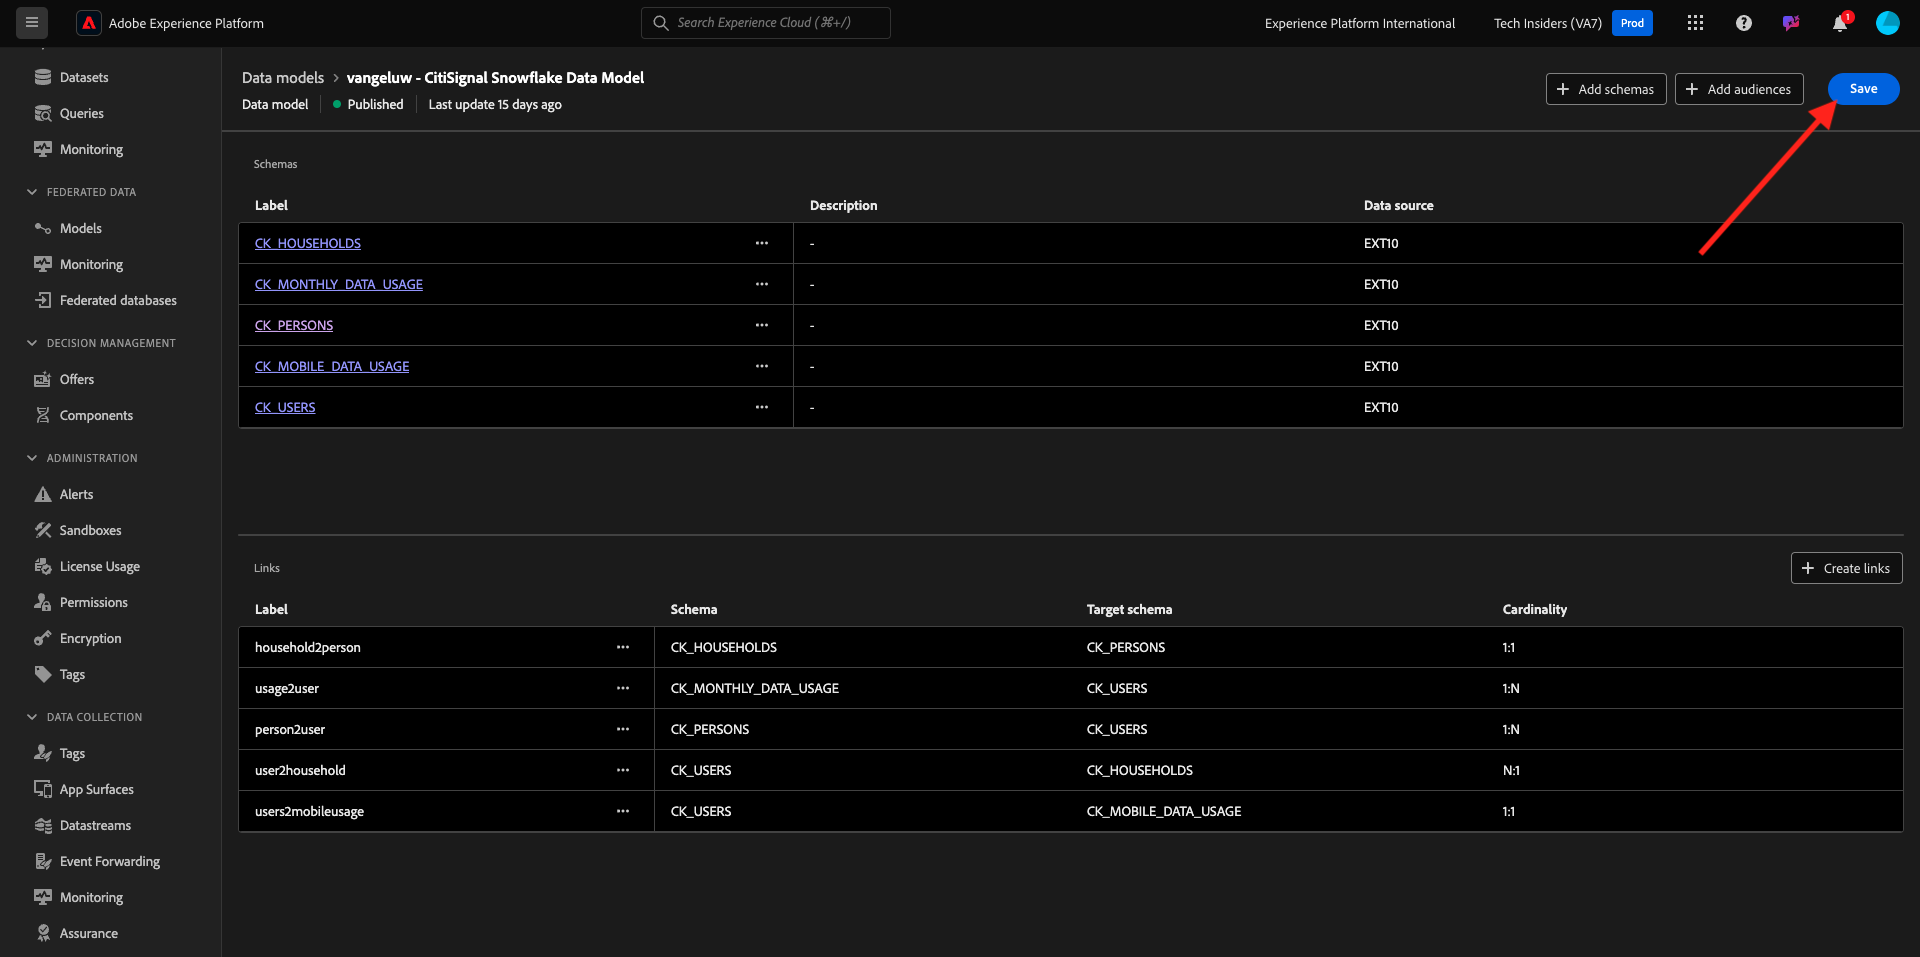 Adobe Experience Platform
Search Experience Cloud (⌘+/)
Experience Platform International
Tech Insiders (VA7)
Prod
1
Datasets
Queries
Monitoring
FEDERATED DATA
Models
Monitoring
Federated databases
DECISION MANAGEMENT
Offers
Components
ADMINISTRATION
Alerts
Sandboxes
License Usage
Permissions
Encryption
Tags
DATA COLLECTION
Tags
App Surfaces
Datastreams
Event Forwarding
Monitoring
Assurance
Data models > vangeluw - CitiSignal Snowflake Data Model
Data model Published Last update 15 days ago
+ Add schemas + Add audiences Save
Schemas
Label Description Data source
CK_HOUSEHOLDS ··· - EXT10
CK_MONTHLY_DATA_USAGE ··· - EXT10
CK_PERSONS ··· - EXT10
CK_MOBILE_DATA_USAGE ··· - EXT10
CK_USERS ··· - EXT10
Links
+ Create links
Label Schema Target schema Cardinality
household2person ··· CK_HOUSEHOLDS CK_PERSONS 1:1
usage2user ··· CK_MONTHLY_DATA_USAGE CK_USERS 1:N
person2user ··· CK_PERSONS CK_USERS 1:N
user2household ··· CK_USERS CK_HOUSEHOLDS N:1
users2mobileusage ··· CK_USERS CK_MOBILE_DATA_USAGE 1:1